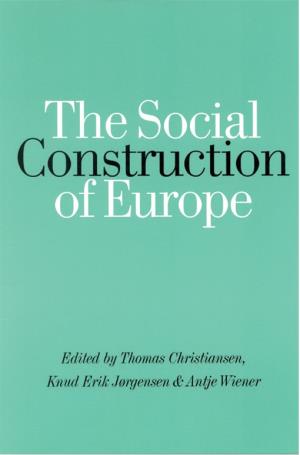 The Social
Construction
of Europe
Edited by Thomas Christiansen,
Knud Erik Jørgensen & Antje Wiener